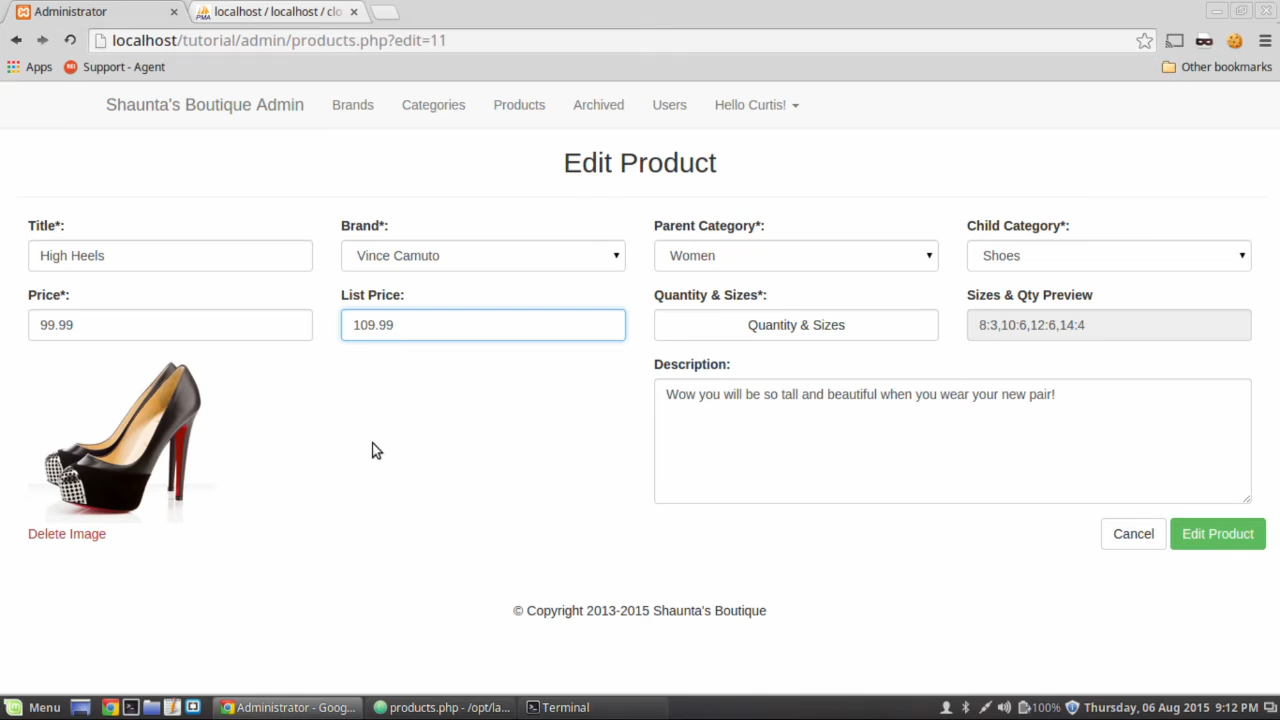 Administrator
localhost / localhost / clo
localhost/tutorial/admin/products.php?edit=11
Apps
Support - Agent
Other bookmarks
Shaunta's Boutique Admin
Brands
Categories
Products
Archived
Users
Hello Curtis!
Edit Product
Title*:
Brand*:
Parent Category*:
Child Category*:
High Heels
Vince Camuto
Women
Shoes
Price*:
List Price:
Quantity & Sizes*:
Sizes & Qty Preview
99.99
109.99
Quantity & Sizes
8:3,10:6,12:6,14:4
Description:
Wow you will be so tall and beautiful when you wear your new pair!
Delete Image
Cancel
Edit Product
© Copyright 2013-2015 Shaunta's Boutique
Menu
Administrator - Goog...
products.php - /opt/la...
Terminal
100%
Thursday, 06 Aug 2015 9:12 PM